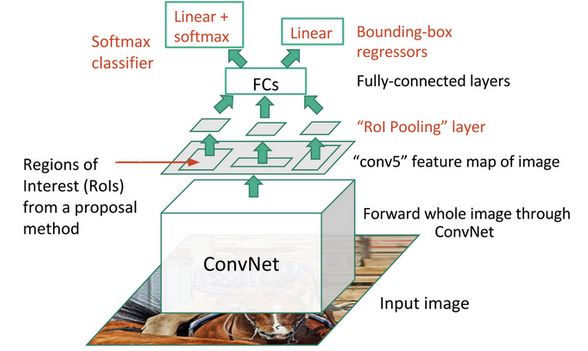 Softmax
classifier
Linear +
softmax
Linear
Bounding-box
regressors
FCs
Fully-connected layers
“RoI Pooling” layer
Regions of
Interest (RoIs)
from a proposal
method
“conv5” feature map of image
Forward whole image through
ConvNet
ConvNet
Input image